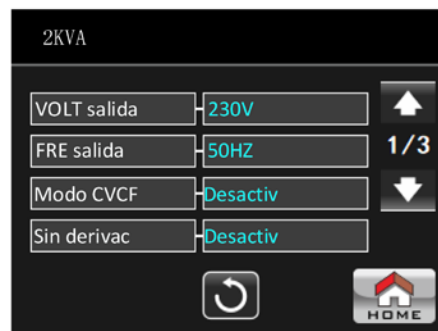 2KVA
VOLT salida 230V
FRE salida 50HZ
1/3
Modo CVCF Desactiv
Sin derivac Desactiv
HOME